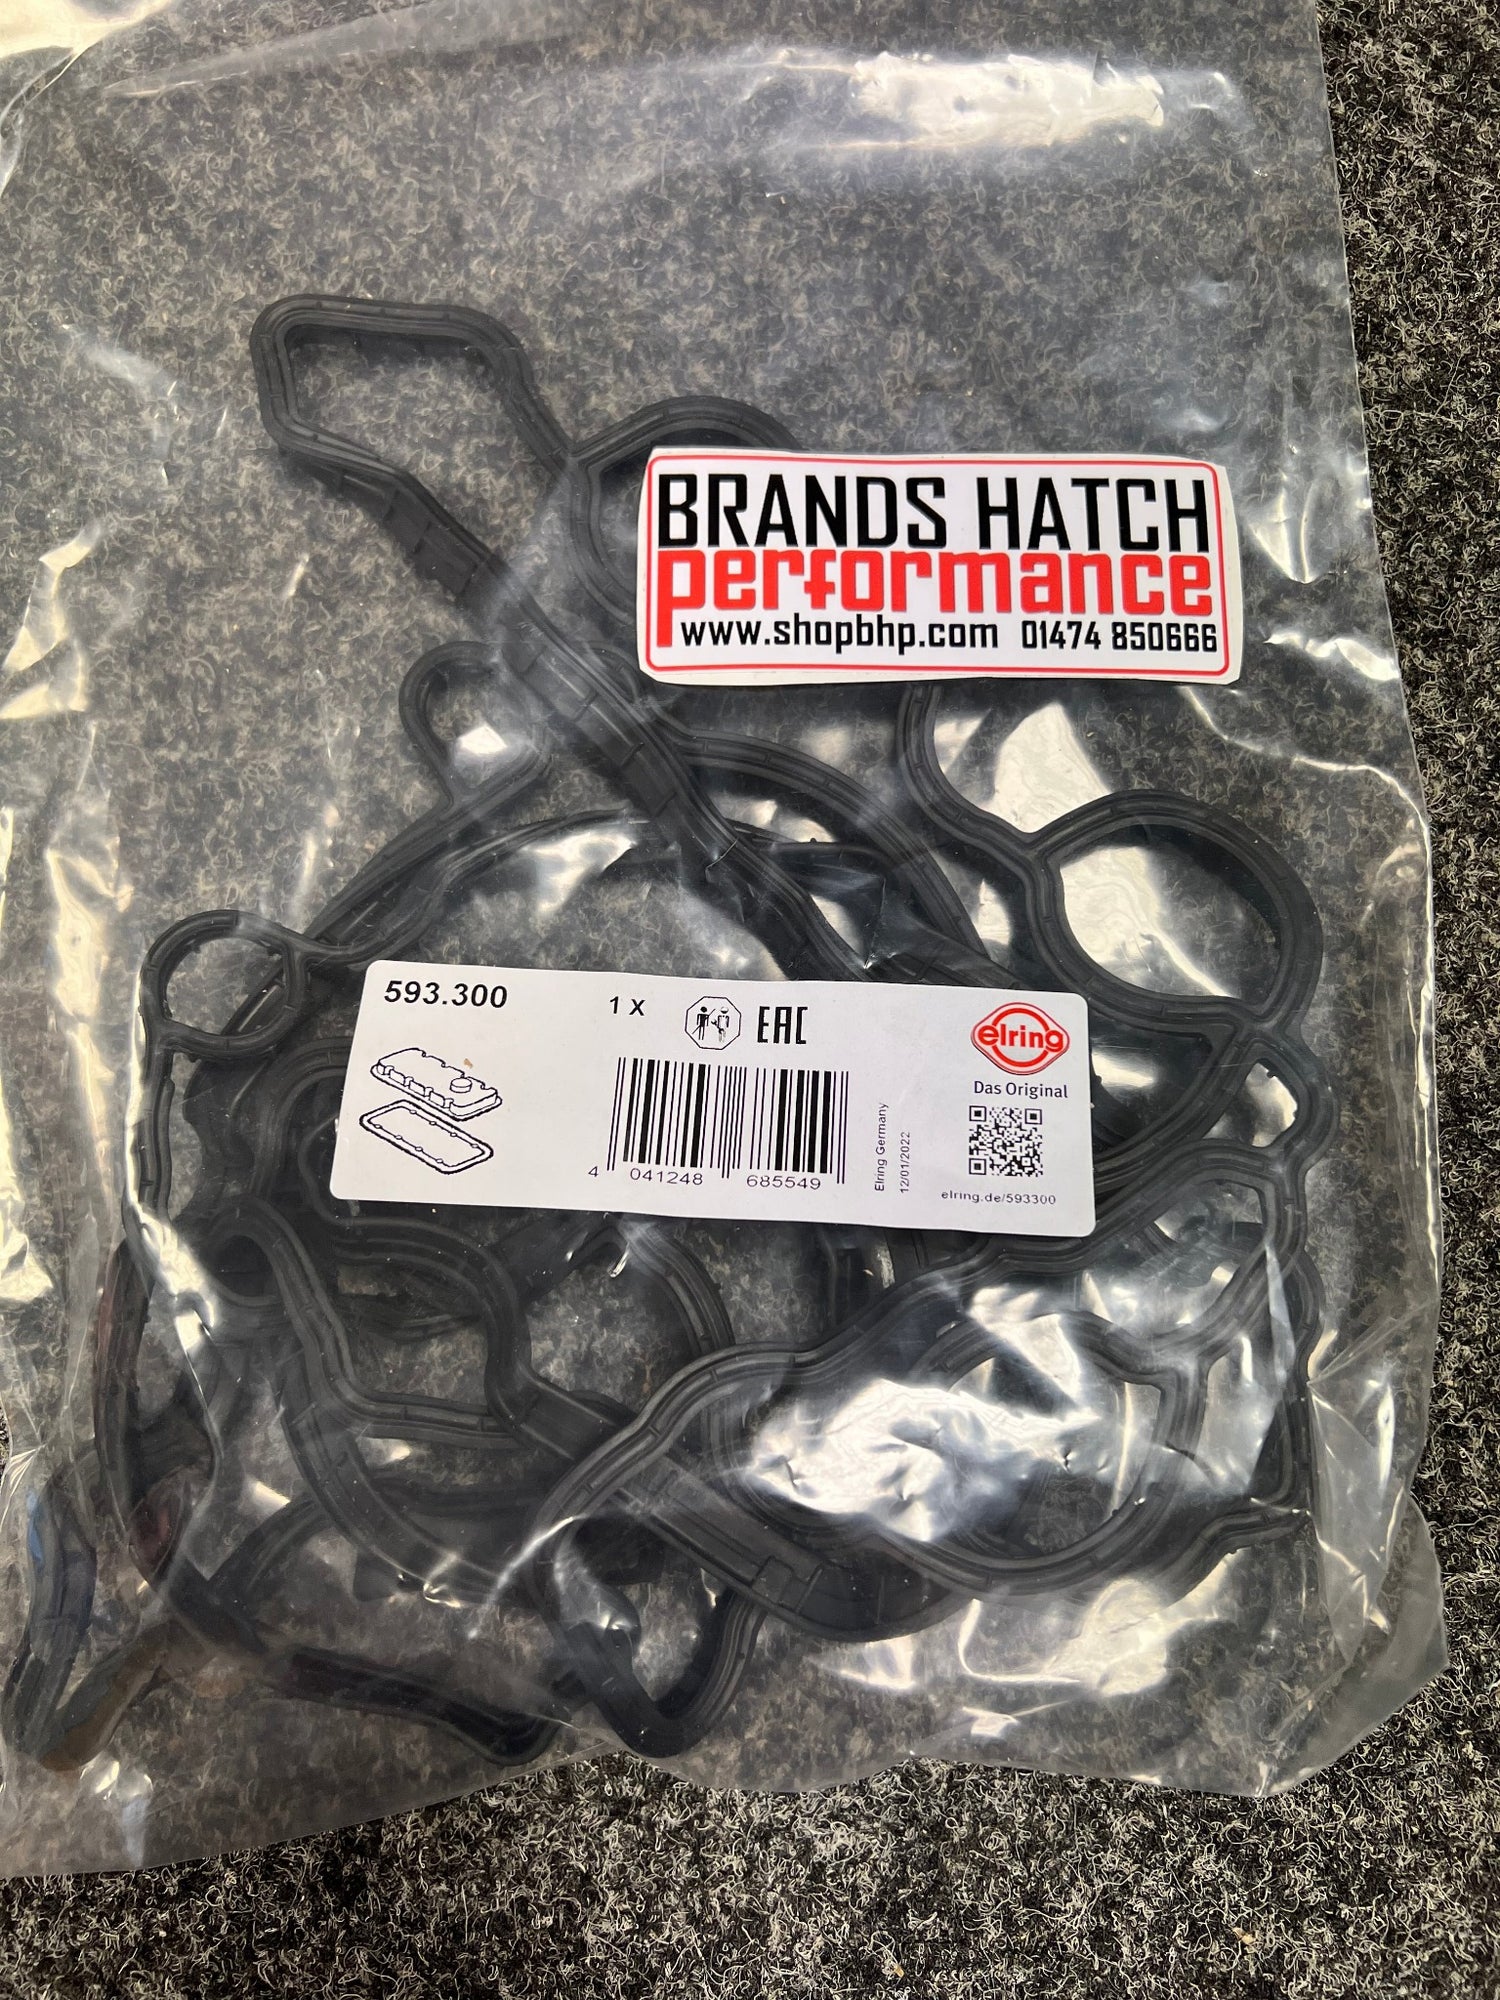 BRANDS HATCH
performance
www.shopbhp.com 01474 850666
593.300
1 X
EAC
elring
Das Original
4 041248 685549
Elring Germany
12/01/2022
elring.de/593300